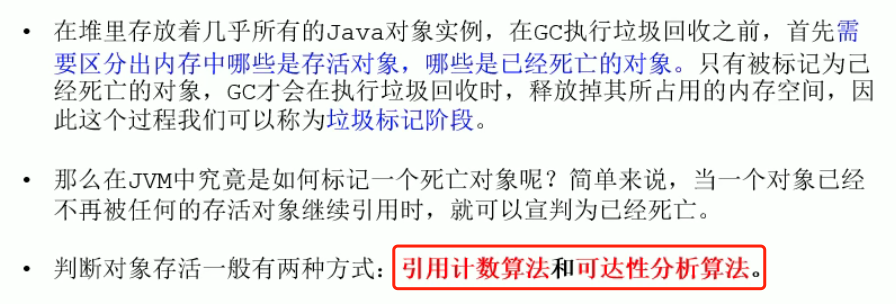 • 在堆里存放着几乎所有的Java对象实例，在GC执行垃圾回收之前，首先需
要区分出内存中哪些是存活对象，哪些是已经死亡的对象。只有被标记为己
经死亡的对象，GC才会在执行垃圾回收时，释放掉其所占用的内存空间，因
此这个过程我们可以称为垃圾标记阶段。
• 那么在JVM中究竟是如何标记一个死亡对象呢？简单来说，当一个对象已经
不再被任何的存活对象继续引用时，就可以宣判为已经死亡。
• 判断对象存活一般有两种方式：引用计数算法和可达性分析算法。